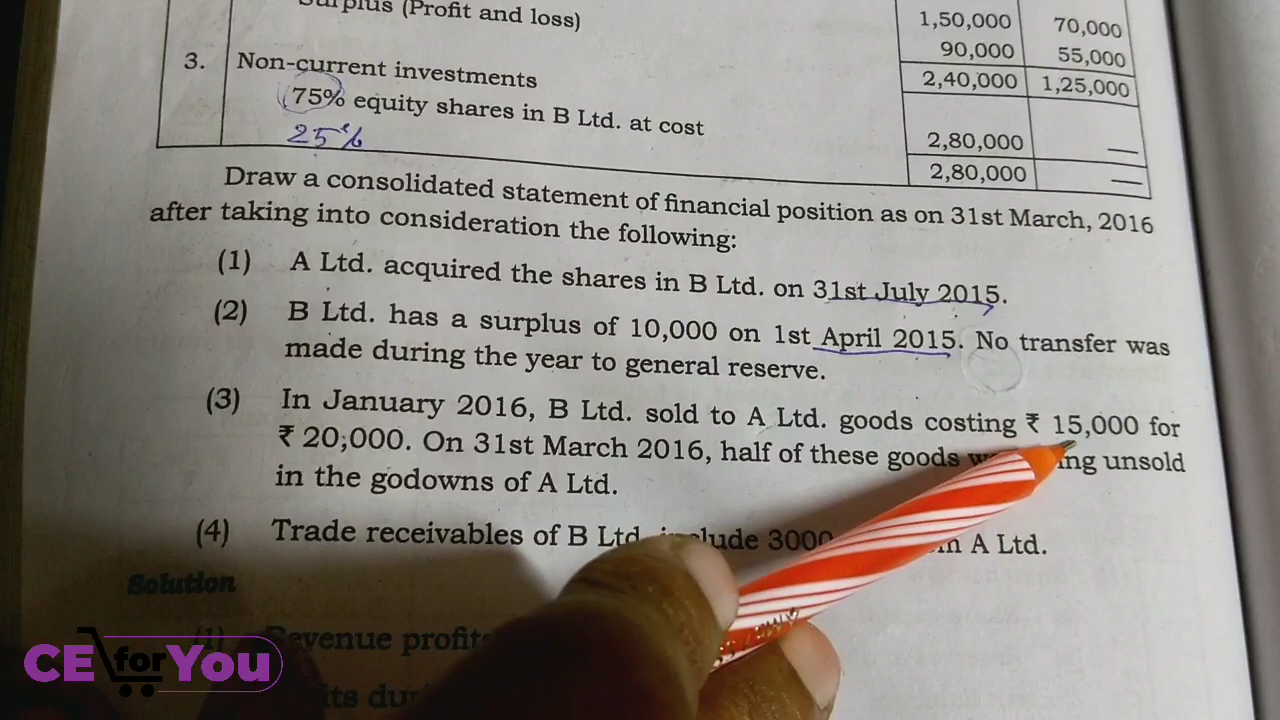 Surplus (Profit and loss) 1,50,000 70,000
90,000 55,000
3. Non-current investments 2,40,000 1,25,000
75% equity shares in B Ltd. at cost
25% 2,80,000 —
2,80,000 —
Draw a consolidated statement of financial position as on 31st March, 2016
after taking into consideration the following:
(1) A Ltd. acquired the shares in B Ltd. on 31st July 2015.
(2) B Ltd. has a surplus of 10,000 on 1st April 2015. No transfer was
made during the year to general reserve.
(3) In January 2016, B Ltd. sold to A Ltd. goods costing ₹ 15,000 for
₹ 20,000. On 31st March 2016, half of these goods unsold
in the godowns of A Ltd.
(4) Trade receivables of B Ltd. include 3000 A Ltd.
Solution
(1) Revenue profits
CE for You